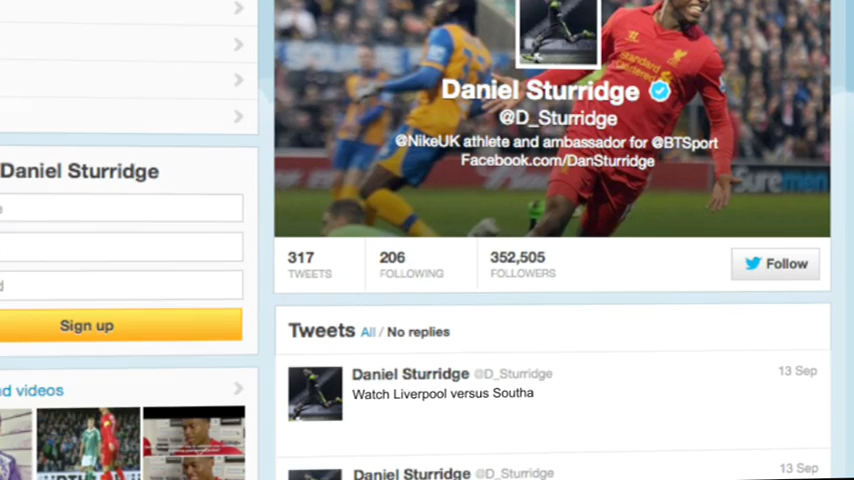 Daniel Sturridge
@D_Sturridge
@NikeUK athlete and ambassador for @BTSport
Facebook.com/DanSturridge
Standard
Chartered
317
TWEETS
206
FOLLOWING
352,505
FOLLOWERS
Follow
Daniel Sturridge
Sign up
videos
Tweets All / No replies
Daniel Sturridge @D_Sturridge 13 Sep
Watch Liverpool versus Southa
Daniel Sturridge @D_Sturridge 13 Sep